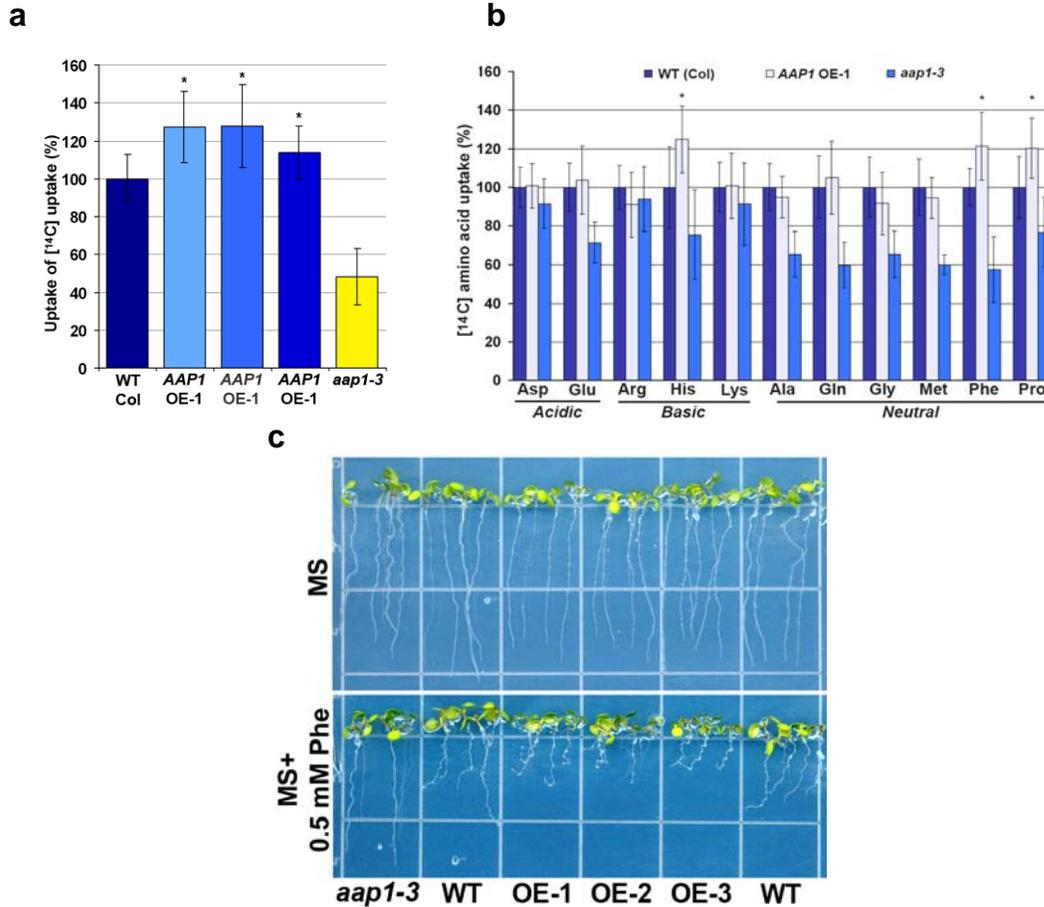 a
b
160
140
120
100
80
60
40
20
0
Uptake of [¹⁴C] uptake (%)
*
*
*
WT
Col
AAP1
OE-1
AAP1
OE-1
AAP1
OE-1
aap1-3
WT (Col)
AAP1 OE-1
aap1-3
160
140
120
100
80
60
40
20
0
[¹⁴C] amino acid uptake (%)
*
*
*
Asp Glu Arg His Lys Ala Gln Gly Met Phe Pro
Acidic Basic Neutral
c
MS
MS+
0.5 mM Phe
aap1-3 WT OE-1 OE-2 OE-3 WT